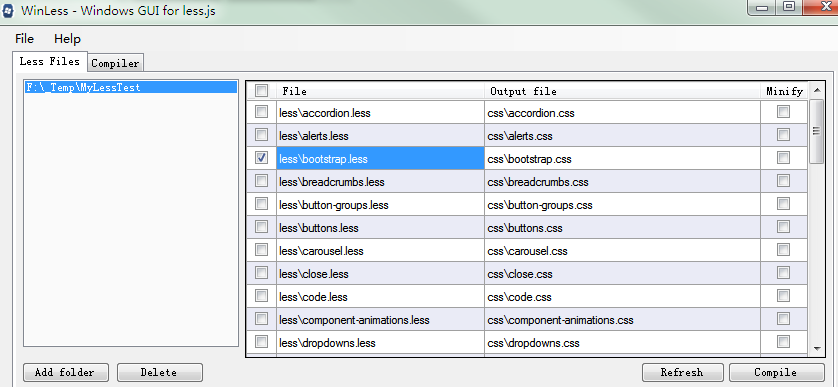 WinLess - Windows GUI for less.js
File Help
Less Files Compiler
F:\_Temp\MyLessTest
File Output file Minify
less\accordion.less css\accordion.css
less\alerts.less css\alerts.css
less\bootstrap.less css\bootstrap.css
less\breadcrumbs.less css\breadcrumbs.css
less\button-groups.less css\button-groups.css
less\buttons.less css\buttons.css
less\carousel.less css\carousel.css
less\close.less css\close.css
less\code.less css\code.css
less\component-animations.less css\component-animations.css
less\dropdowns.less css\dropdowns.css
Add folder Delete Refresh Compile